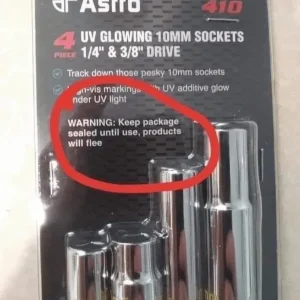 Astro
410
4 UV GLOWING 10MM SOCKETS
PIECE 1/4" & 3/8" DRIVE
Track down those pesky 10mm sockets
-vis markings with UV additive glow
under UV light
WARNING: Keep package
sealed until use, products
will flee